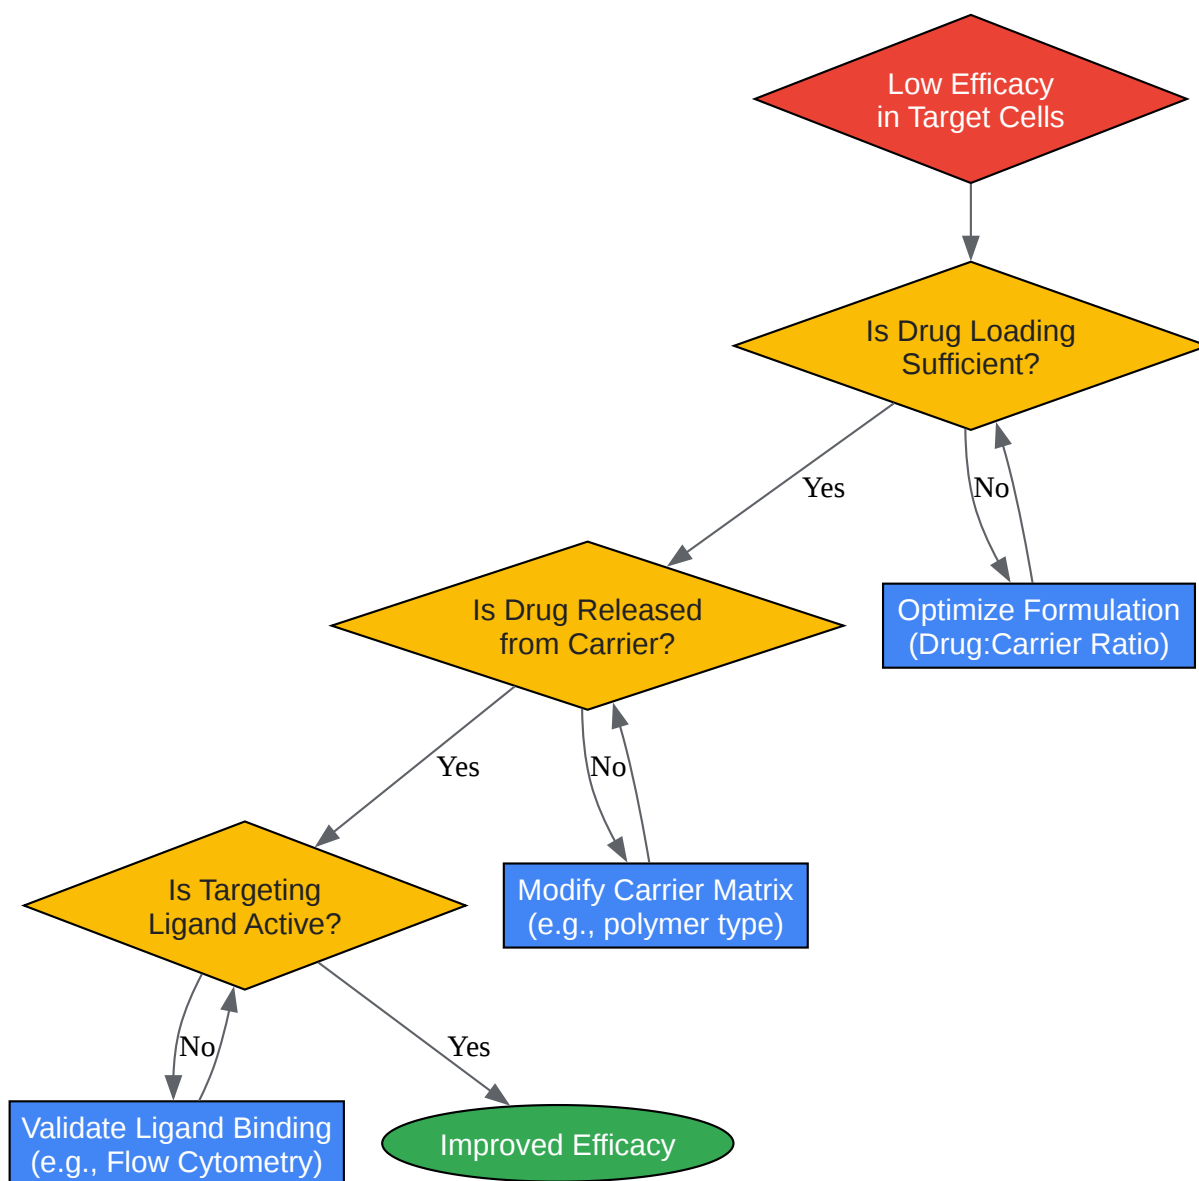 Low Efficacy
in Target Cells
Is Drug Loading
Sufficient?
Yes
No
Is Drug Released
from Carrier?
Optimize Formulation
(Drug:Carrier Ratio)
Yes
No
Is Targeting
Ligand Active?
Modify Carrier Matrix
(e.g., polymer type)
No
Yes
Validate Ligand Binding
(e.g., Flow Cytometry)
Improved Efficacy